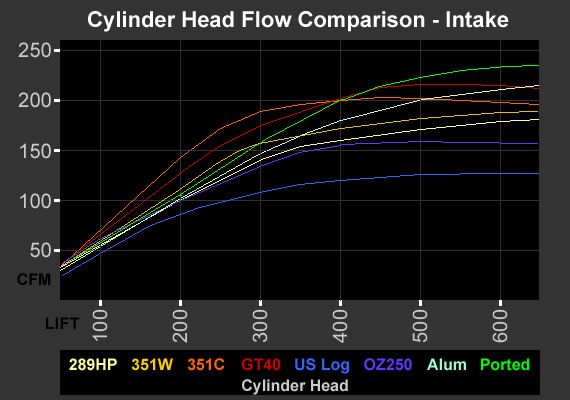 Cylinder Head Flow Comparison - Intake
250
200
150
100
50
CFM
LIFT
100
200
300
400
500
600
289HP 351W 351C GT40 US Log OZ250 Alum Ported
Cylinder Head